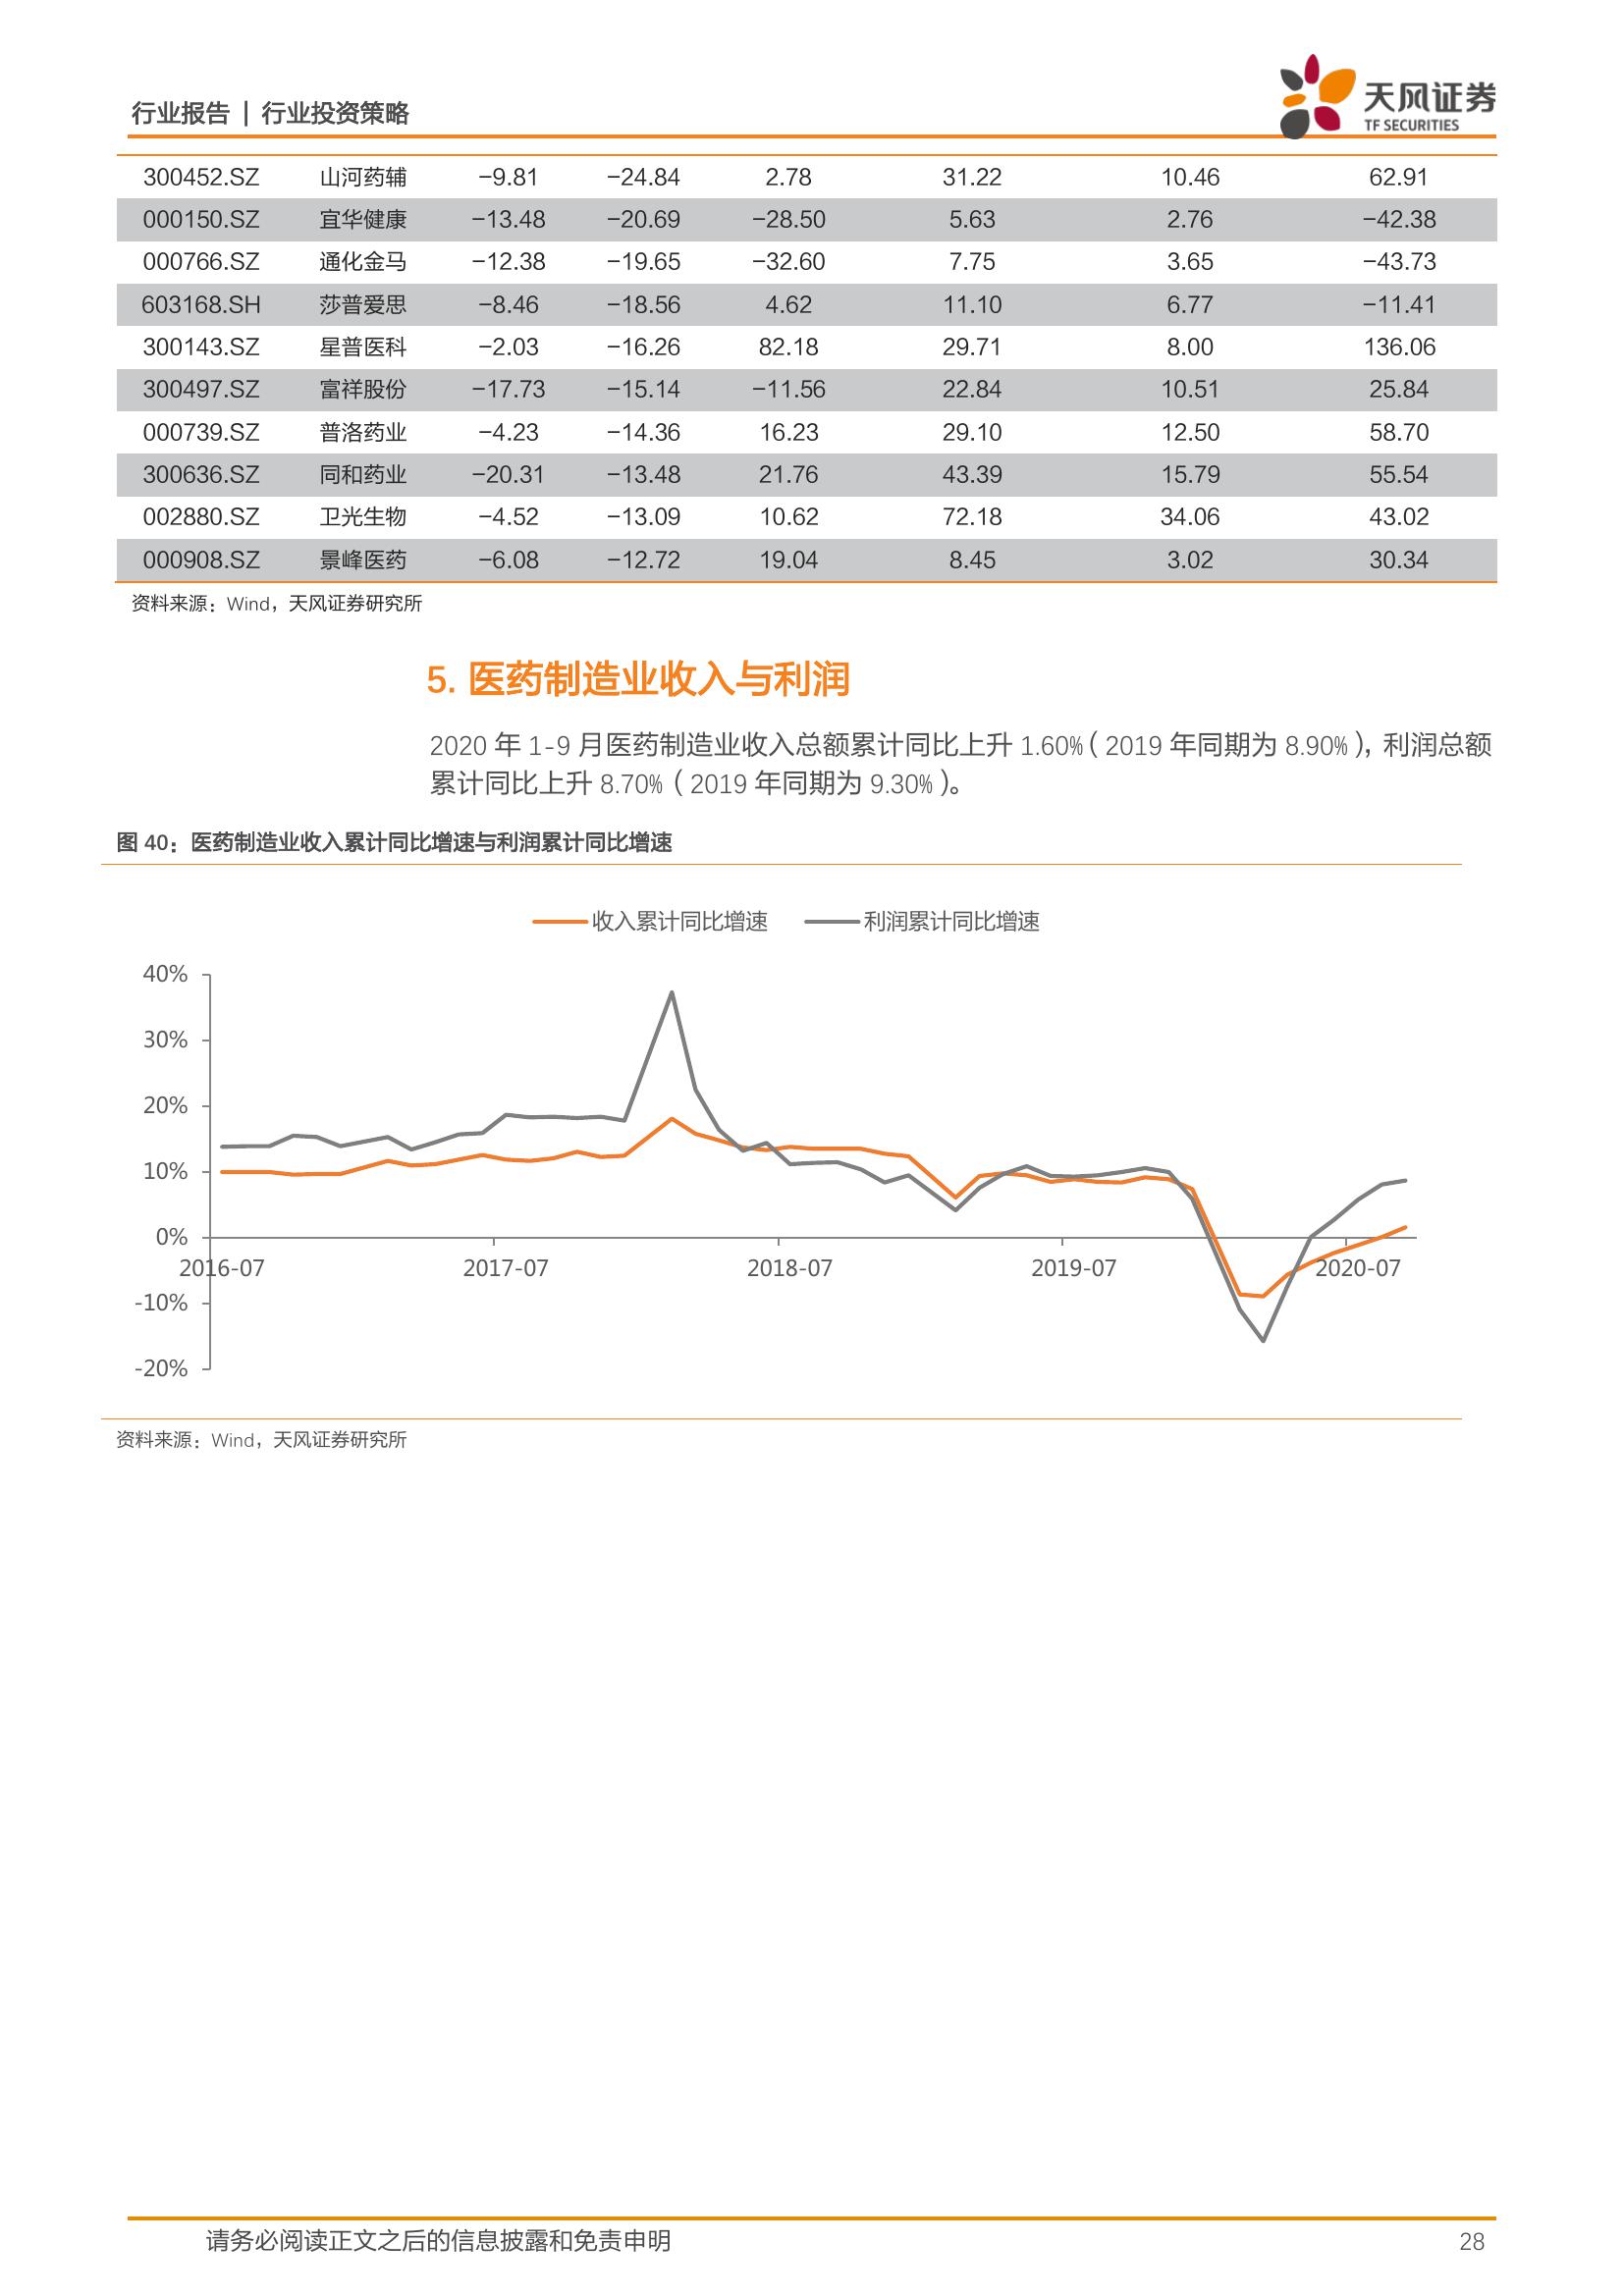 行业报告 | 行业投资策略
天风证券
TF SECURITIES
300452.SZ 山河药辅 −9.81 −24.84 2.78 31.22 10.46 62.91
000150.SZ 宜华健康 −13.48 −20.69 −28.50 5.63 2.76 −42.38
000766.SZ 通化金马 −12.38 −19.65 −32.60 7.75 3.65 −43.73
603168.SH 莎普爱思 −8.46 −18.56 4.62 11.10 6.77 −11.41
300143.SZ 星普医科 −2.03 −16.26 82.18 29.71 8.00 136.06
300497.SZ 富祥股份 −17.73 −15.14 −11.56 22.84 10.51 25.84
000739.SZ 普洛药业 −4.23 −14.36 16.23 29.10 12.50 58.70
300636.SZ 同和药业 −20.31 −13.48 21.76 43.39 15.79 55.54
002880.SZ 卫光生物 −4.52 −13.09 10.62 72.18 34.06 43.02
000908.SZ 景峰医药 −6.08 −12.72 19.04 8.45 3.02 30.34
资料来源：Wind，天风证券研究所
5. 医药制造业收入与利润
2020 年 1-9 月医药制造业收入总额累计同比上升 1.60%（2019 年同期为 8.90%），利润总额
累计同比上升 8.70%（2019 年同期为 9.30%）。
图 40：医药制造业收入累计同比增速与利润累计同比增速
收入累计同比增速 利润累计同比增速
40%
30%
20%
10%
0%
2016-07 2017-07 2018-07 2019-07 2020-07
-10%
-20%
资料来源：Wind，天风证券研究所
请务必阅读正文之后的信息披露和免责申明 28